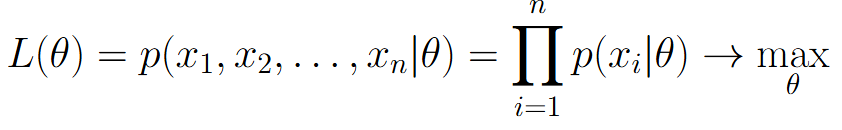 L(θ) = p(x₁, x₂, . . . , xₙ|θ) = ∏ᵢ₌₁ⁿ p(xᵢ|θ) → max_θ